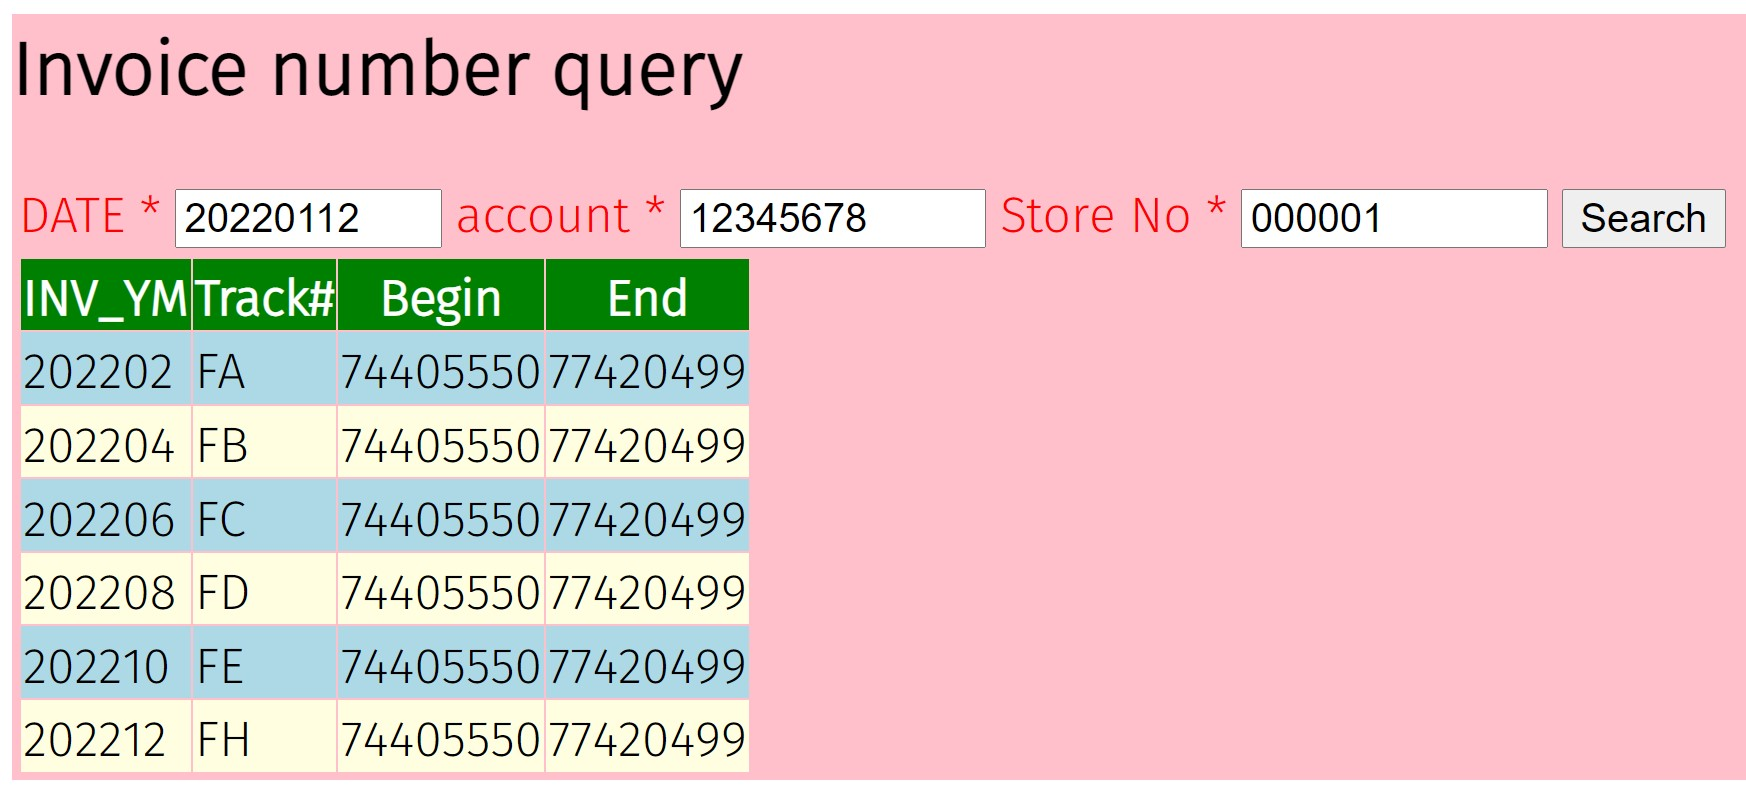 Invoice number query
DATE * 20220112 account * 12345678 Store No * 000001 Search
INV_YM Track# Begin End
202202 FA 74405550 77420499
202204 FB 74405550 77420499
202206 FC 74405550 77420499
202208 FD 74405550 77420499
202210 FE 74405550 77420499
202212 FH 74405550 77420499